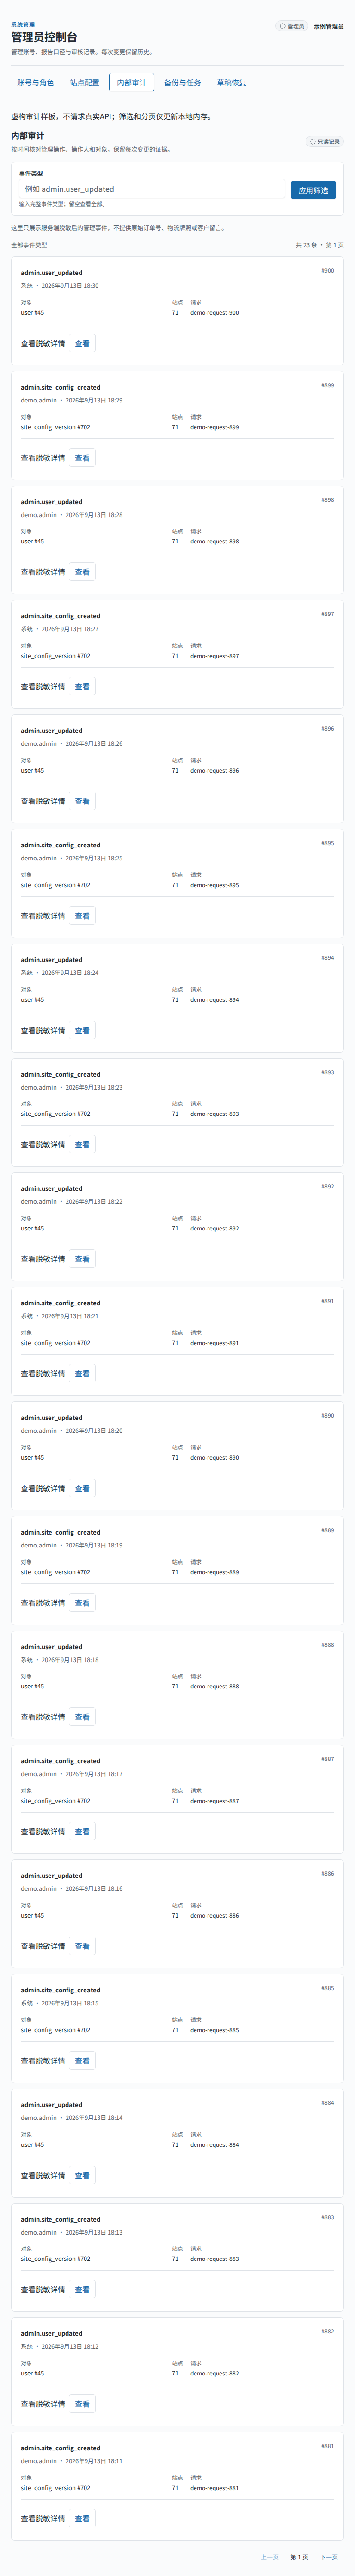 系统管理
管理员控制台
管理账号、报告口径与审核记录。每次变更保留历史。
管理员 示例管理员
账号与角色 站点配置 内部审计 备份与任务 草稿恢复
虚构审计样板，不请求真实API；筛选和分页仅更新本地内存。
内部审计
按时间核对管理操作、操作人和对象，保留每次变更的证据。
只读记录
事件类型
例如 admin.user_updated
应用筛选
输入完整事件类型；留空查看全部。
这里只展示服务端脱敏后的管理事件，不提供原始订单号、物流牌照或客户留言。
全部事件类型 共 23 条 · 第 1 页
admin.user_updated #900
系统 · 2026年9月13日 18:30
对象 站点 请求
user #45 71 demo-request-900
查看脱敏详情 查看
admin.site_config_created #899
demo.admin · 2026年9月13日 18:29
对象 站点 请求
site_config_version #702 71 demo-request-899
查看脱敏详情 查看
admin.user_updated #898
demo.admin · 2026年9月13日 18:28
对象 站点 请求
user #45 71 demo-request-898
查看脱敏详情 查看
admin.site_config_created #897
系统 · 2026年9月13日 18:27
对象 站点 请求
site_config_version #702 71 demo-request-897
查看脱敏详情 查看
admin.user_updated #896
demo.admin · 2026年9月13日 18:26
对象 站点 请求
user #45 71 demo-request-896
查看脱敏详情 查看
admin.site_config_created #895
demo.admin · 2026年9月13日 18:25
对象 站点 请求
site_config_version #702 71 demo-request-895
查看脱敏详情 查看
admin.user_updated #894
系统 · 2026年9月13日 18:24
对象 站点 请求
user #45 71 demo-request-894
查看脱敏详情 查看
admin.site_config_created #893
demo.admin · 2026年9月13日 18:23
对象 站点 请求
site_config_version #702 71 demo-request-893
查看脱敏详情 查看
admin.user_updated #892
demo.admin · 2026年9月13日 18:22
对象 站点 请求
user #45 71 demo-request-892
查看脱敏详情 查看
admin.site_config_created #891
系统 · 2026年9月13日 18:21
对象 站点 请求
site_config_version #702 71 demo-request-891
查看脱敏详情 查看
admin.user_updated #890
demo.admin · 2026年9月13日 18:20
对象 站点 请求
user #45 71 demo-request-890
查看脱敏详情 查看
admin.site_config_created #889
demo.admin · 2026年9月13日 18:19
对象 站点 请求
site_config_version #702 71 demo-request-889
查看脱敏详情 查看
admin.user_updated #888
系统 · 2026年9月13日 18:18
对象 站点 请求
user #45 71 demo-request-888
查看脱敏详情 查看
admin.site_config_created #887
demo.admin · 2026年9月13日 18:17
对象 站点 请求
site_config_version #702 71 demo-request-887
查看脱敏详情 查看
admin.user_updated #886
demo.admin · 2026年9月13日 18:16
对象 站点 请求
user #45 71 demo-request-886
查看脱敏详情 查看
admin.site_config_created #885
系统 · 2026年9月13日 18:15
对象 站点 请求
site_config_version #702 71 demo-request-885
查看脱敏详情 查看
admin.user_updated #884
demo.admin · 2026年9月13日 18:14
对象 站点 请求
user #45 71 demo-request-884
查看脱敏详情 查看
admin.site_config_created #883
demo.admin · 2026年9月13日 18:13
对象 站点 请求
site_config_version #702 71 demo-request-883
查看脱敏详情 查看
admin.user_updated #882
系统 · 2026年9月13日 18:12
对象 站点 请求
user #45 71 demo-request-882
查看脱敏详情 查看
admin.site_config_created #881
demo.admin · 2026年9月13日 18:11
对象 站点 请求
site_config_version #702 71 demo-request-881
查看脱敏详情 查看
上一页 第 1 页 下一页